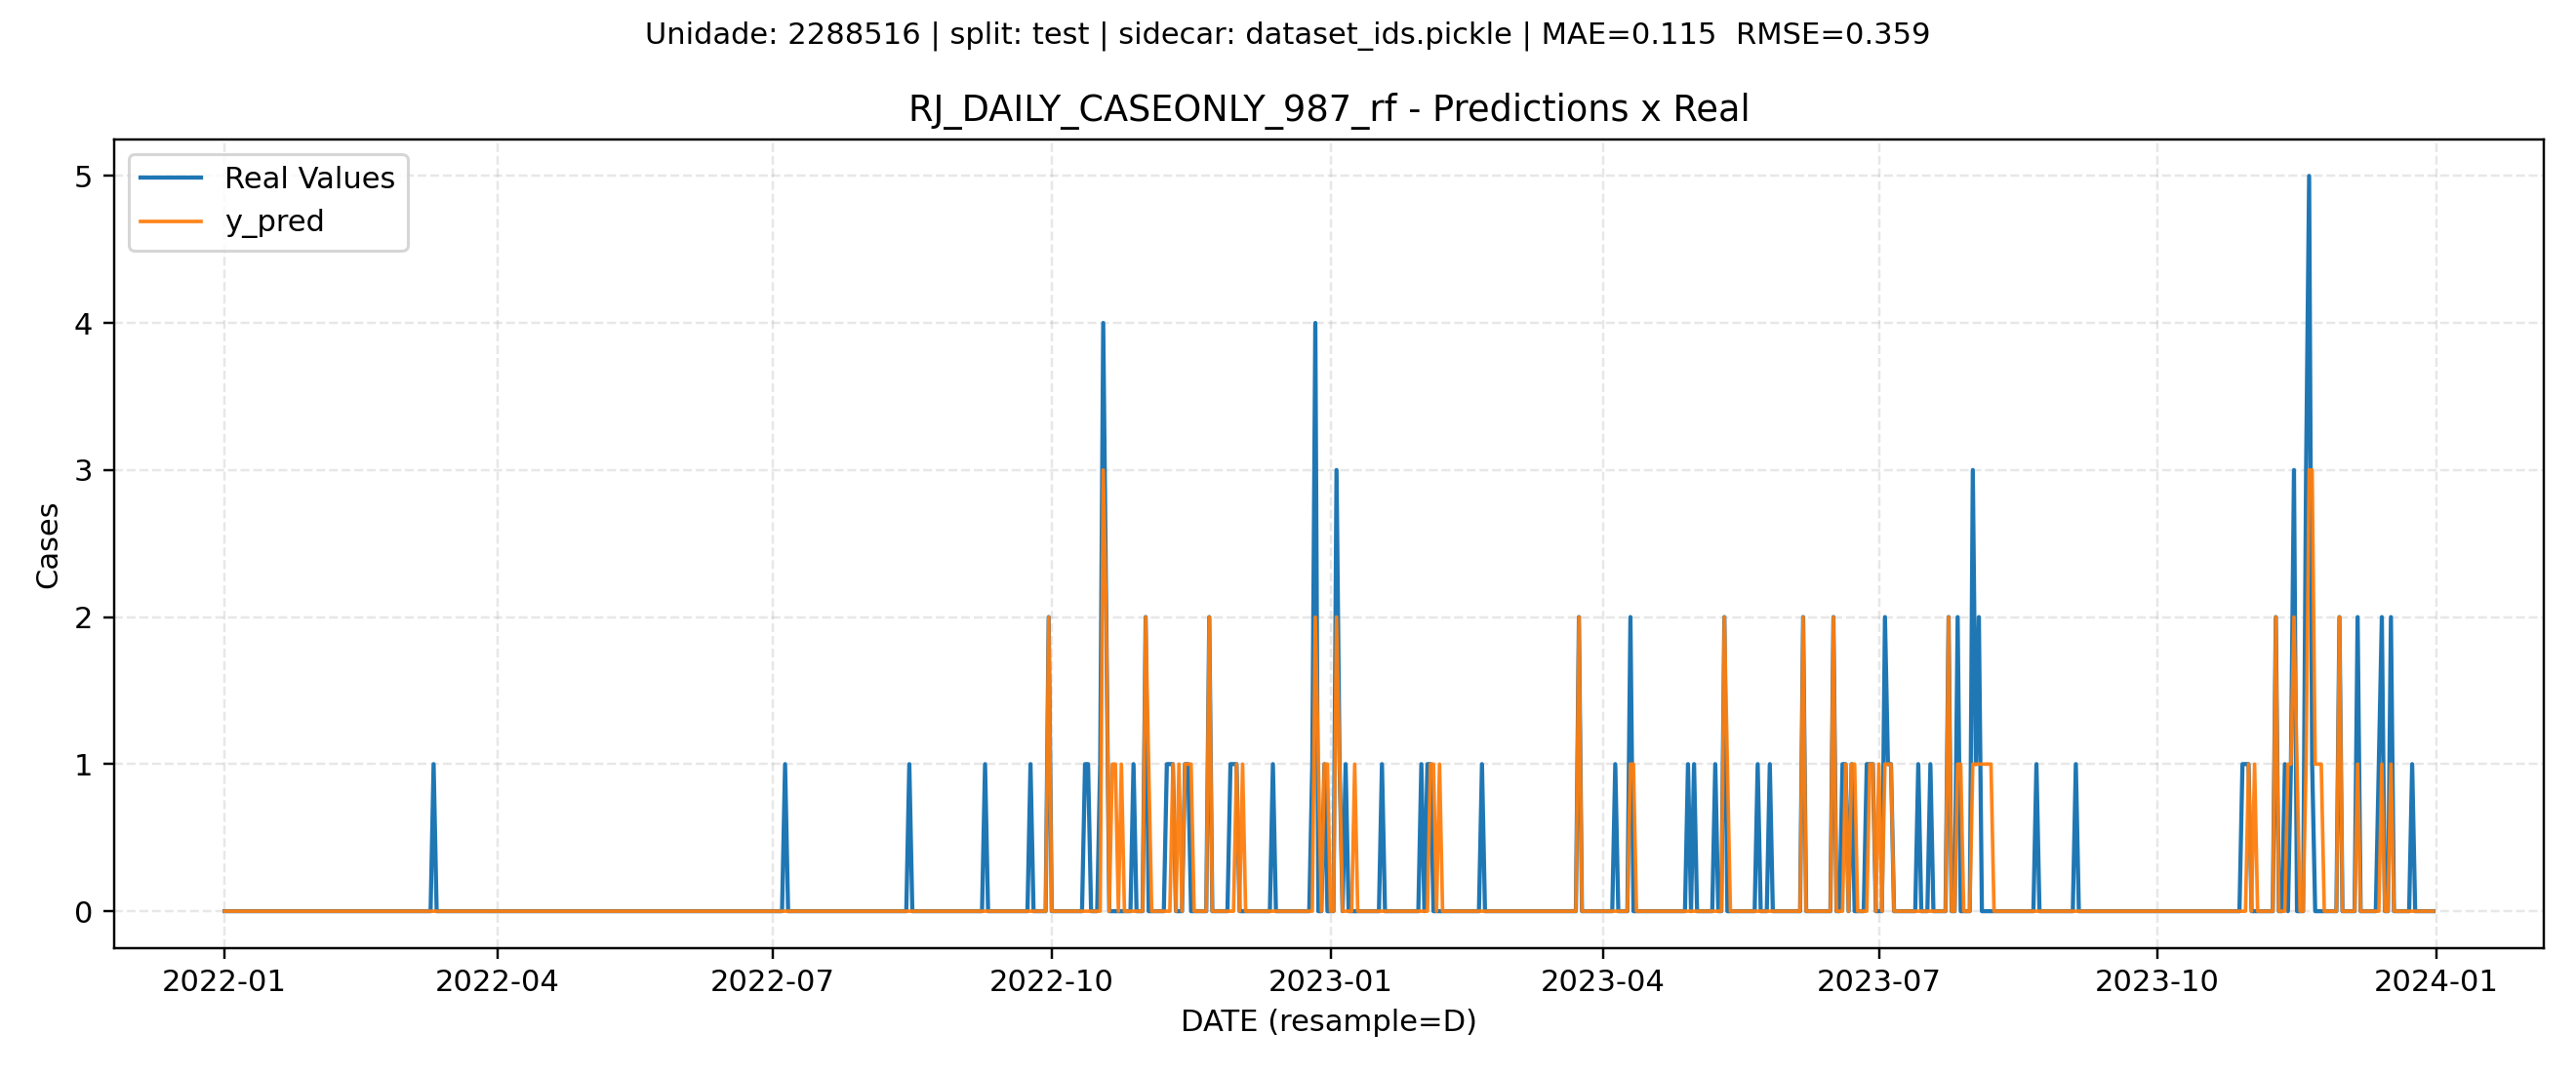 Unidade: 2288516 | split: test | sidecar: dataset_ids.pickle | MAE=0.115  RMSE=0.359
RJ_DAILY_CASEONLY_987_rf - Predictions x Real
Real Values
y_pred
Cases
5
4
3
2
1
0
2022-01 2022-04 2022-07 2022-10 2023-01 2023-04 2023-07 2023-10 2024-01
DATE (resample=D)